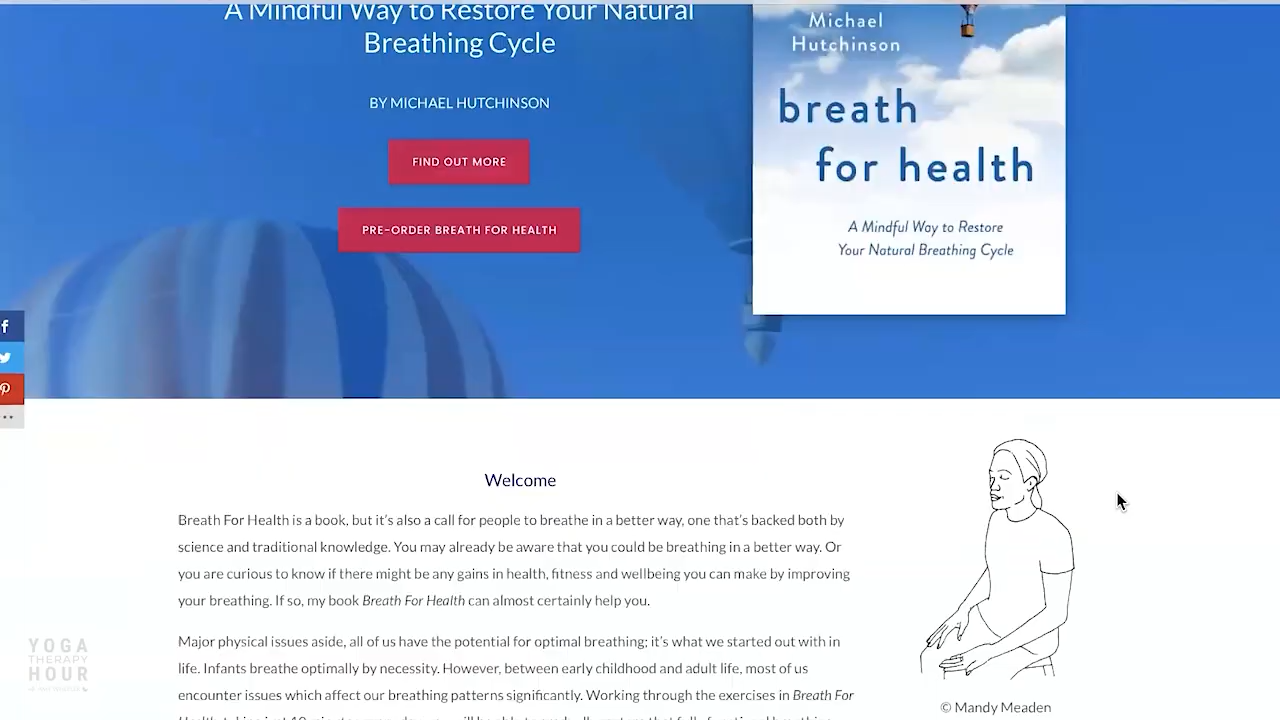 A Mindful Way to Restore Your Natural
Breathing Cycle
BY MICHAEL HUTCHINSON
FIND OUT MORE
PRE-ORDER BREATH FOR HEALTH
Michael
Hutchinson
breath
for health
A Mindful Way to Restore
Your Natural Breathing Cycle
Welcome
Breath For Health is a book, but it's also a call for people to breathe in a better way, one that's backed both by
science and traditional knowledge. You may already be aware that you could be breathing in a better way. Or
you are curious to know if there might be any gains in health, fitness and wellbeing you can make by improving
your breathing. If so, my book Breath For Health can almost certainly help you.
Major physical issues aside, all of us have the potential for optimal breathing; it's what we started out with in
life. Infants breathe optimally by necessity. However, between early childhood and adult life, most of us
encounter issues which affect our breathing patterns significantly. Working through the exercises in Breath For
© Mandy Meaden
YOGA
THERAPY
HOUR